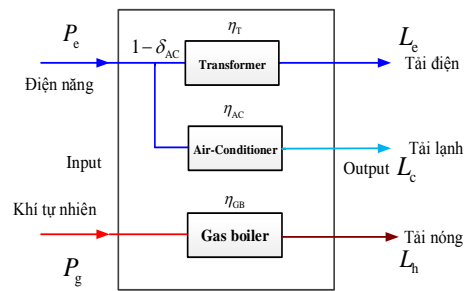 P_e
η_T
L_e
1 − δ_AC
Transformer
Điện năng
Tải điện
η_AC
Input
Air-Conditioner
Tải lạnh
Output L_c
Khí tự nhiên
η_GB
Gas boiler
Tải nóng
P_g
L_h